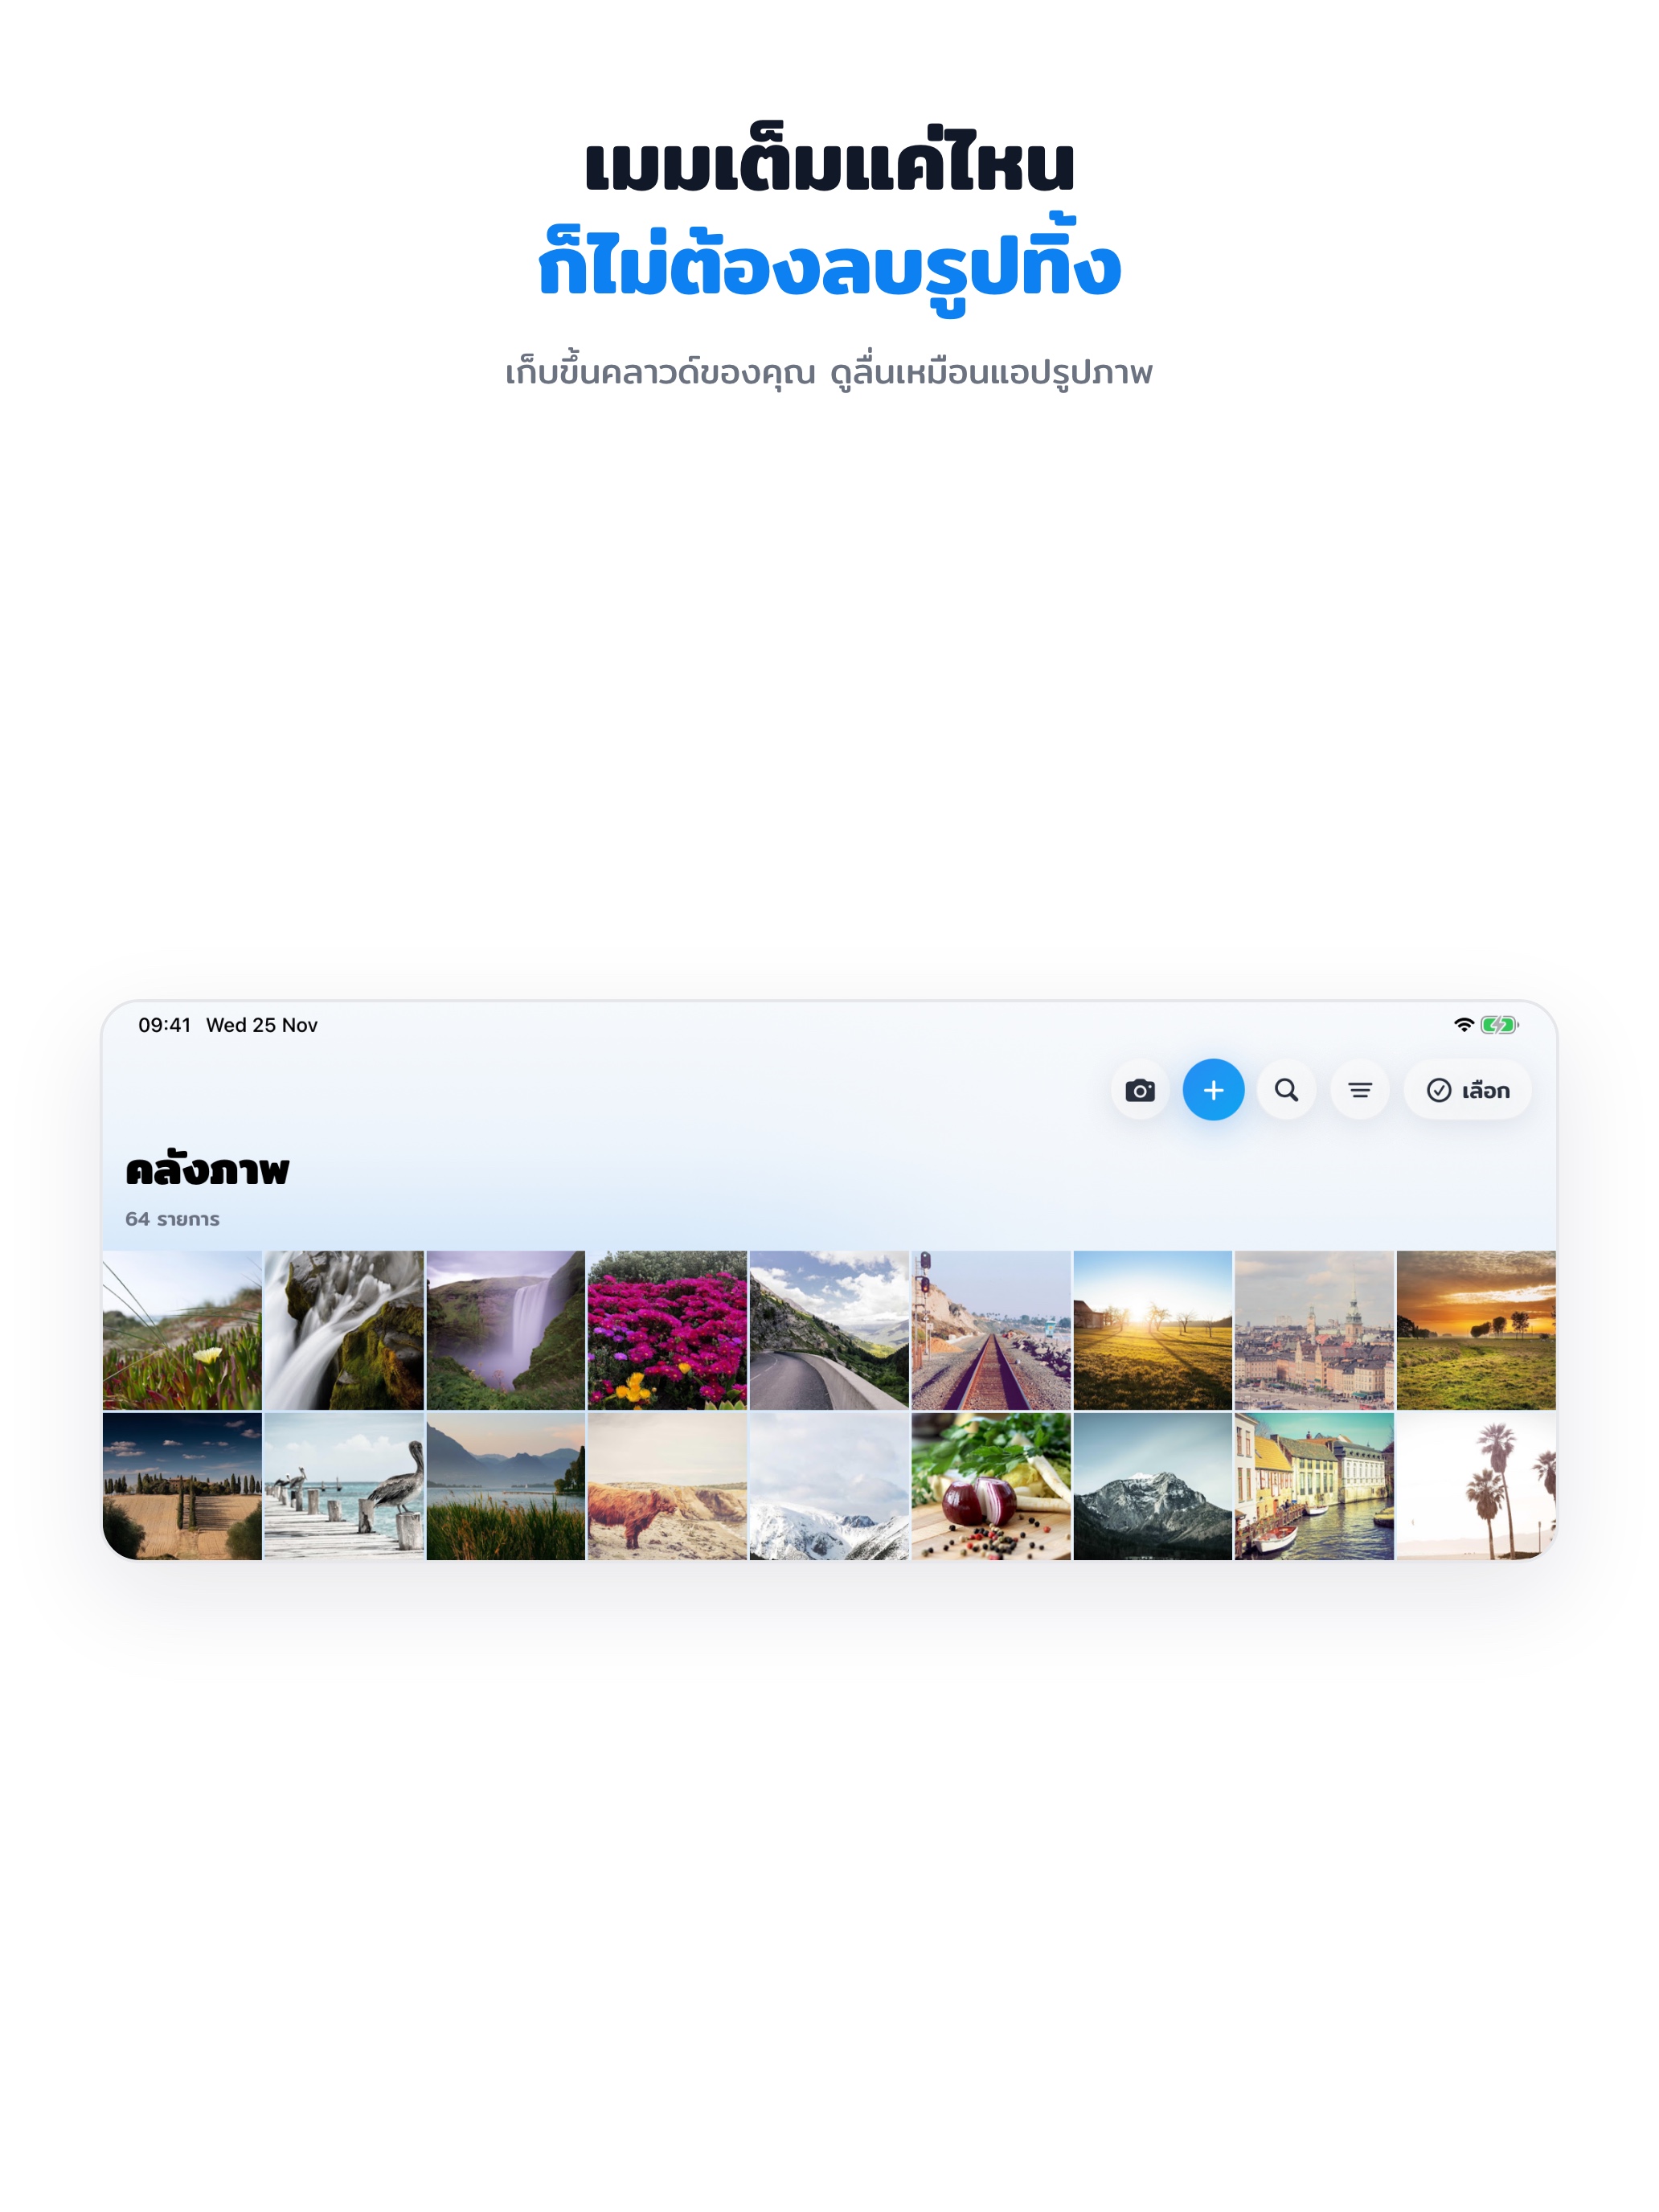 เมมเต็มแค่ไหน
ก็ไม่ต้องลบรูปทิ้ง
เก็บขึ้นคลาวด์ของคุณ ดูลื่นเหมือนแอปรูปภาพ
09:41 Wed 25 Nov
เลือก
คลังภาพ
64 รายการ